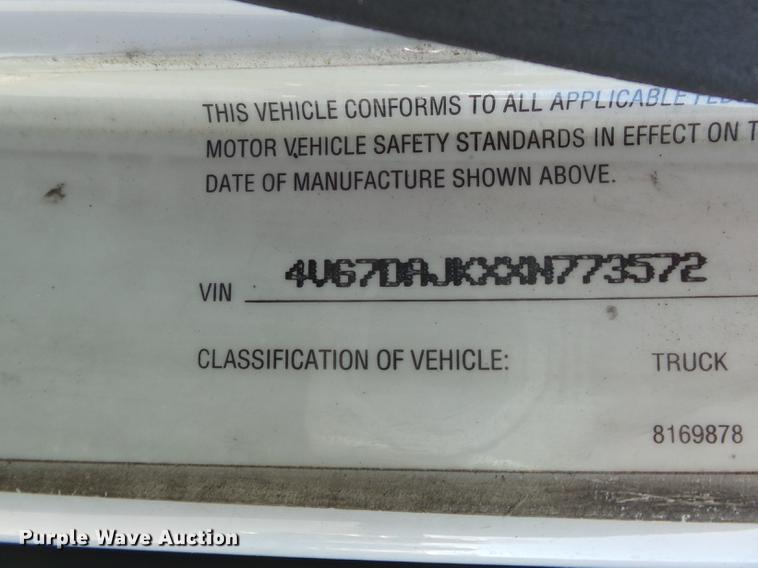 THIS VEHICLE CONFORMS TO ALL APPLICABLE
MOTOR VEHICLE SAFETY STANDARDS IN EFFECT ON T
DATE OF MANUFACTURE SHOWN ABOVE.
VIN 4V67DAJKXXN773572
CLASSIFICATION OF VEHICLE: TRUCK
8169878
Purple Wave Auction